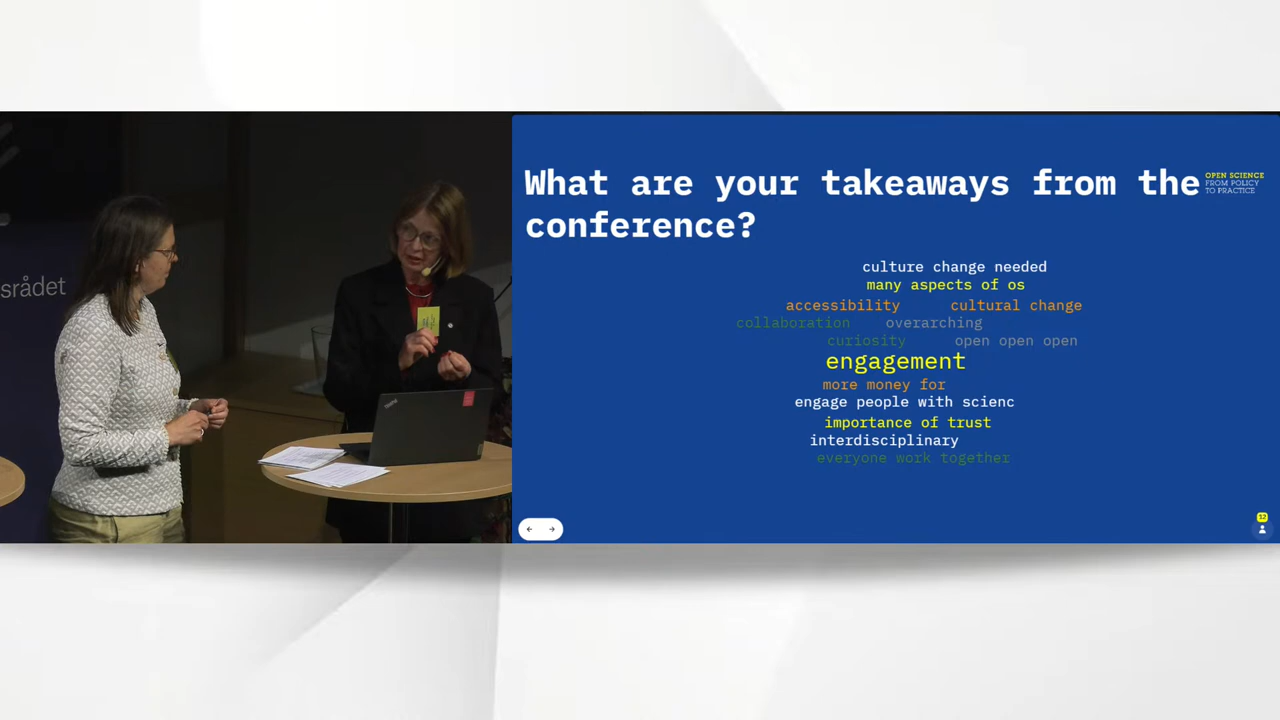 What are your takeaways from the
conference?
OPEN SCIENCE
FROM POLICY
TO PRACTICE
culture change needed
many aspects of os
accessibility cultural change
collaboration overarching
curiosity open open open
engagement
more money for
engage people with scienc
importance of trust
interdisciplinary
everyone work together
srådet
32